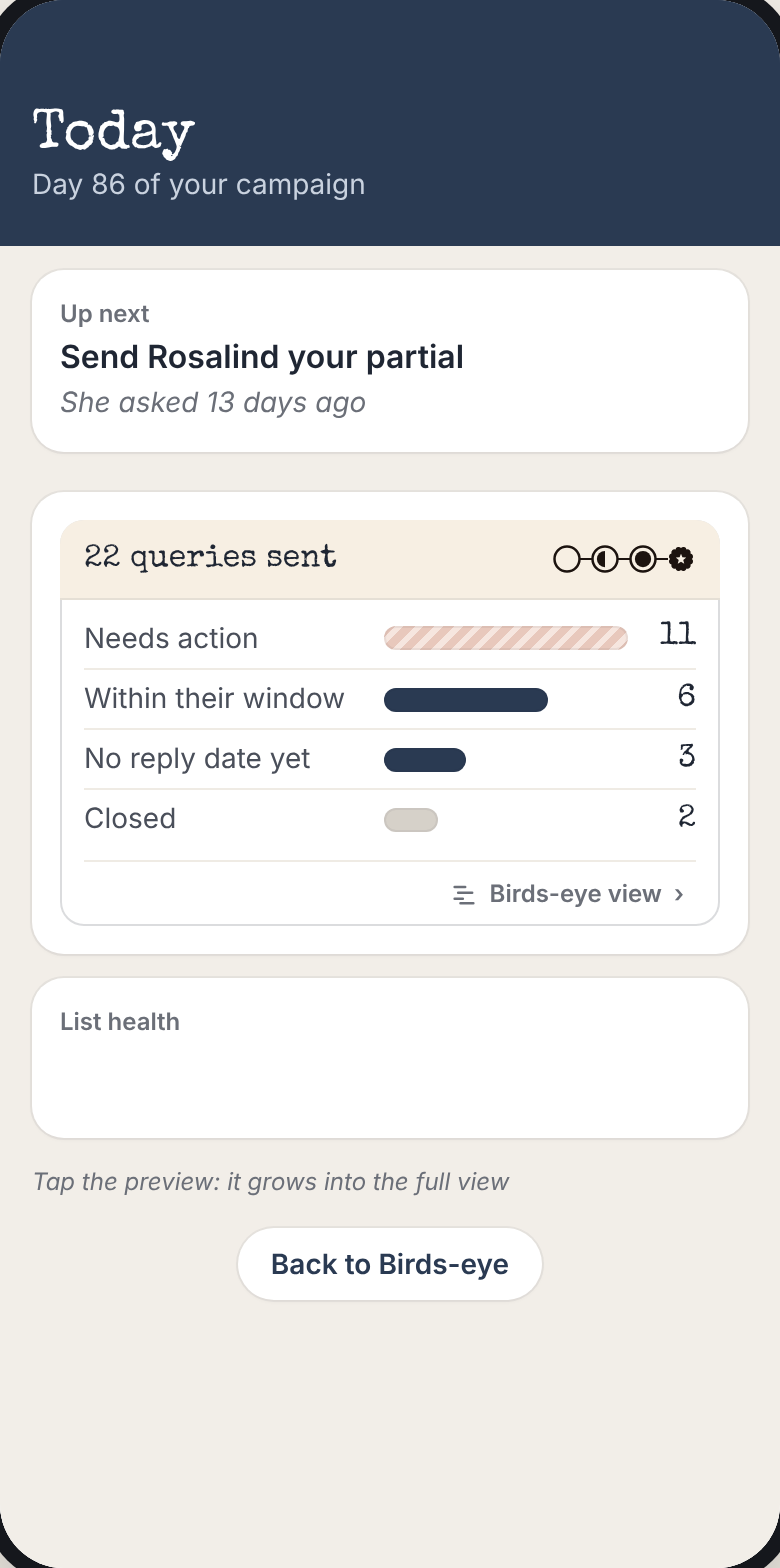 Today
Day 86 of your campaign
Up next
Send Rosalind your partial
She asked 13 days ago
22 queries sent
Needs action 11
Within their window 6
No reply date yet 3
Closed 2
Birds-eye view ›
List health
Tap the preview: it grows into the full view
Back to Birds-eye